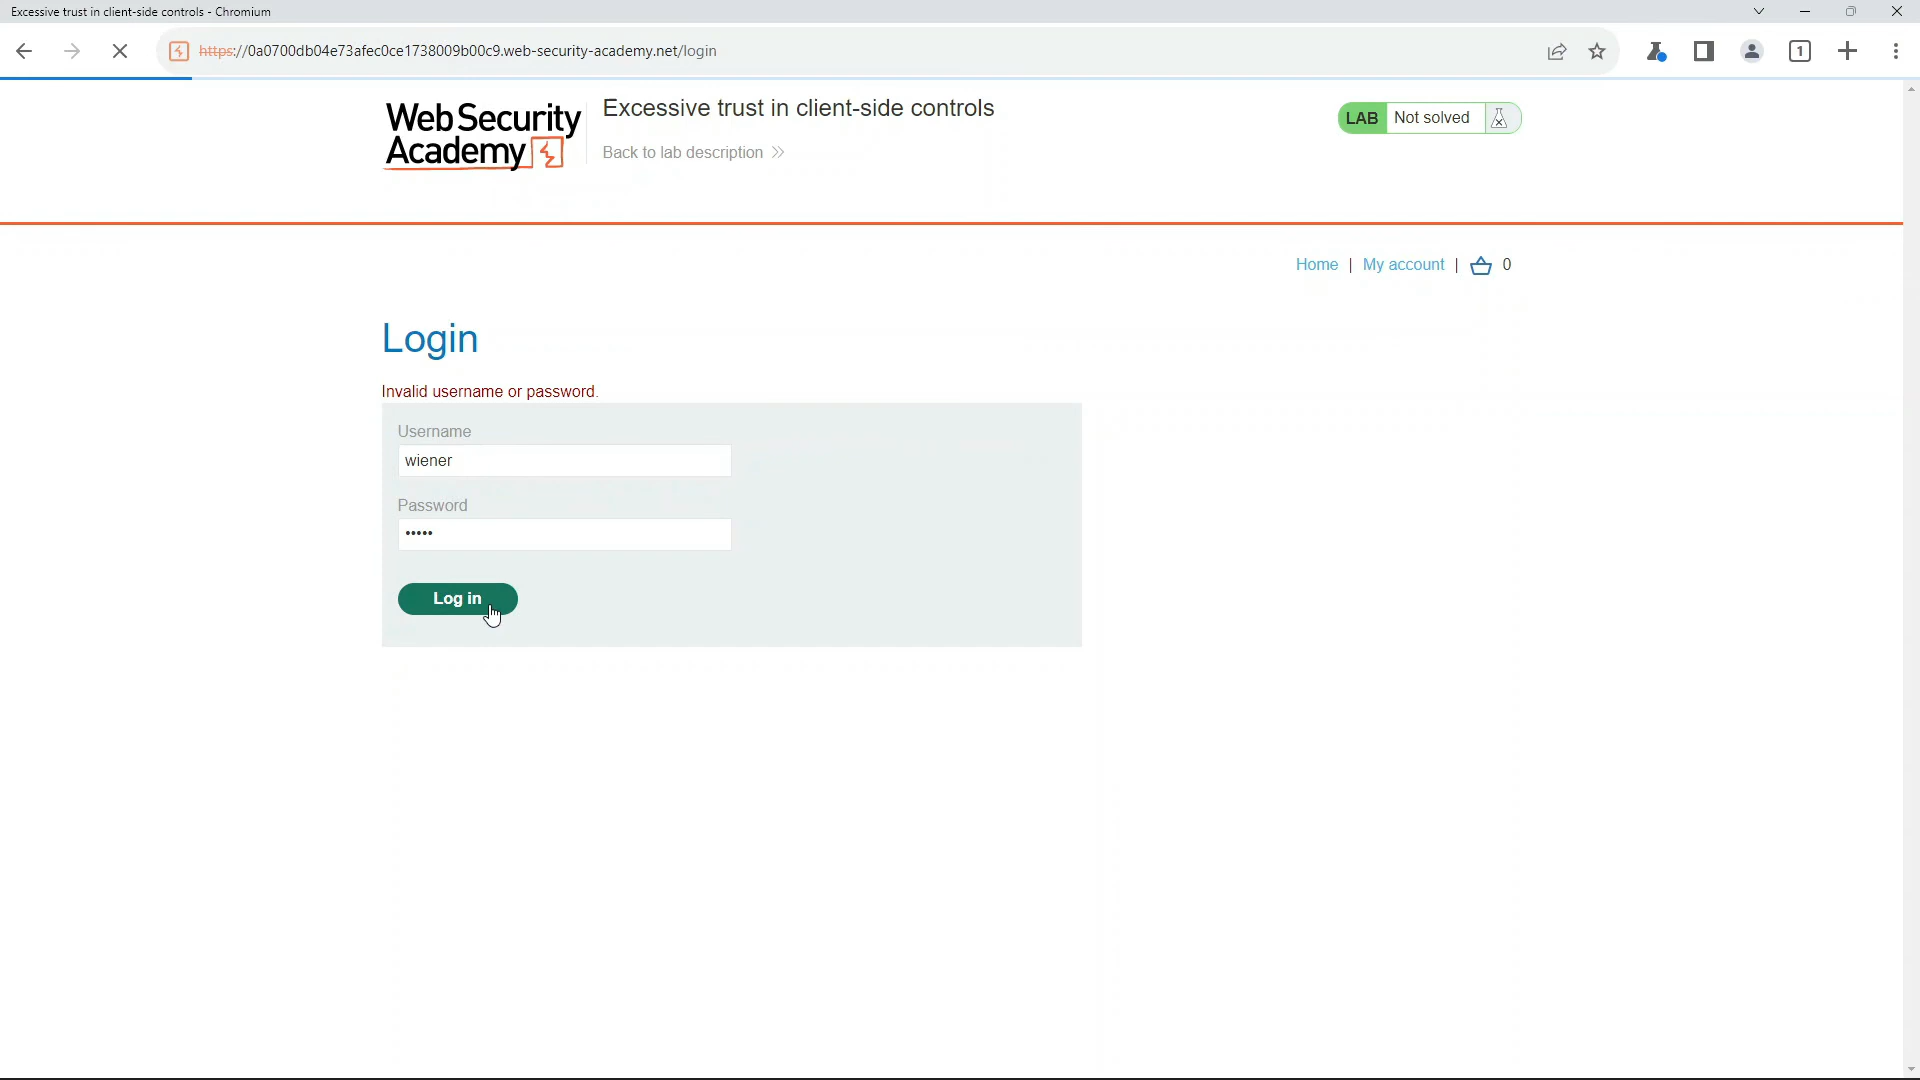 Excessive trust in client-side controls - Chromium
https://0a0700db04e73afec0ce1738009b00c9.web-security-academy.net/login
1
Web Security
Academy
Excessive trust in client-side controls
Back to lab description
LAB Not solved
Home | My account | 0
Login
Invalid username or password.
Username
wiener
Password
•••••
Log in